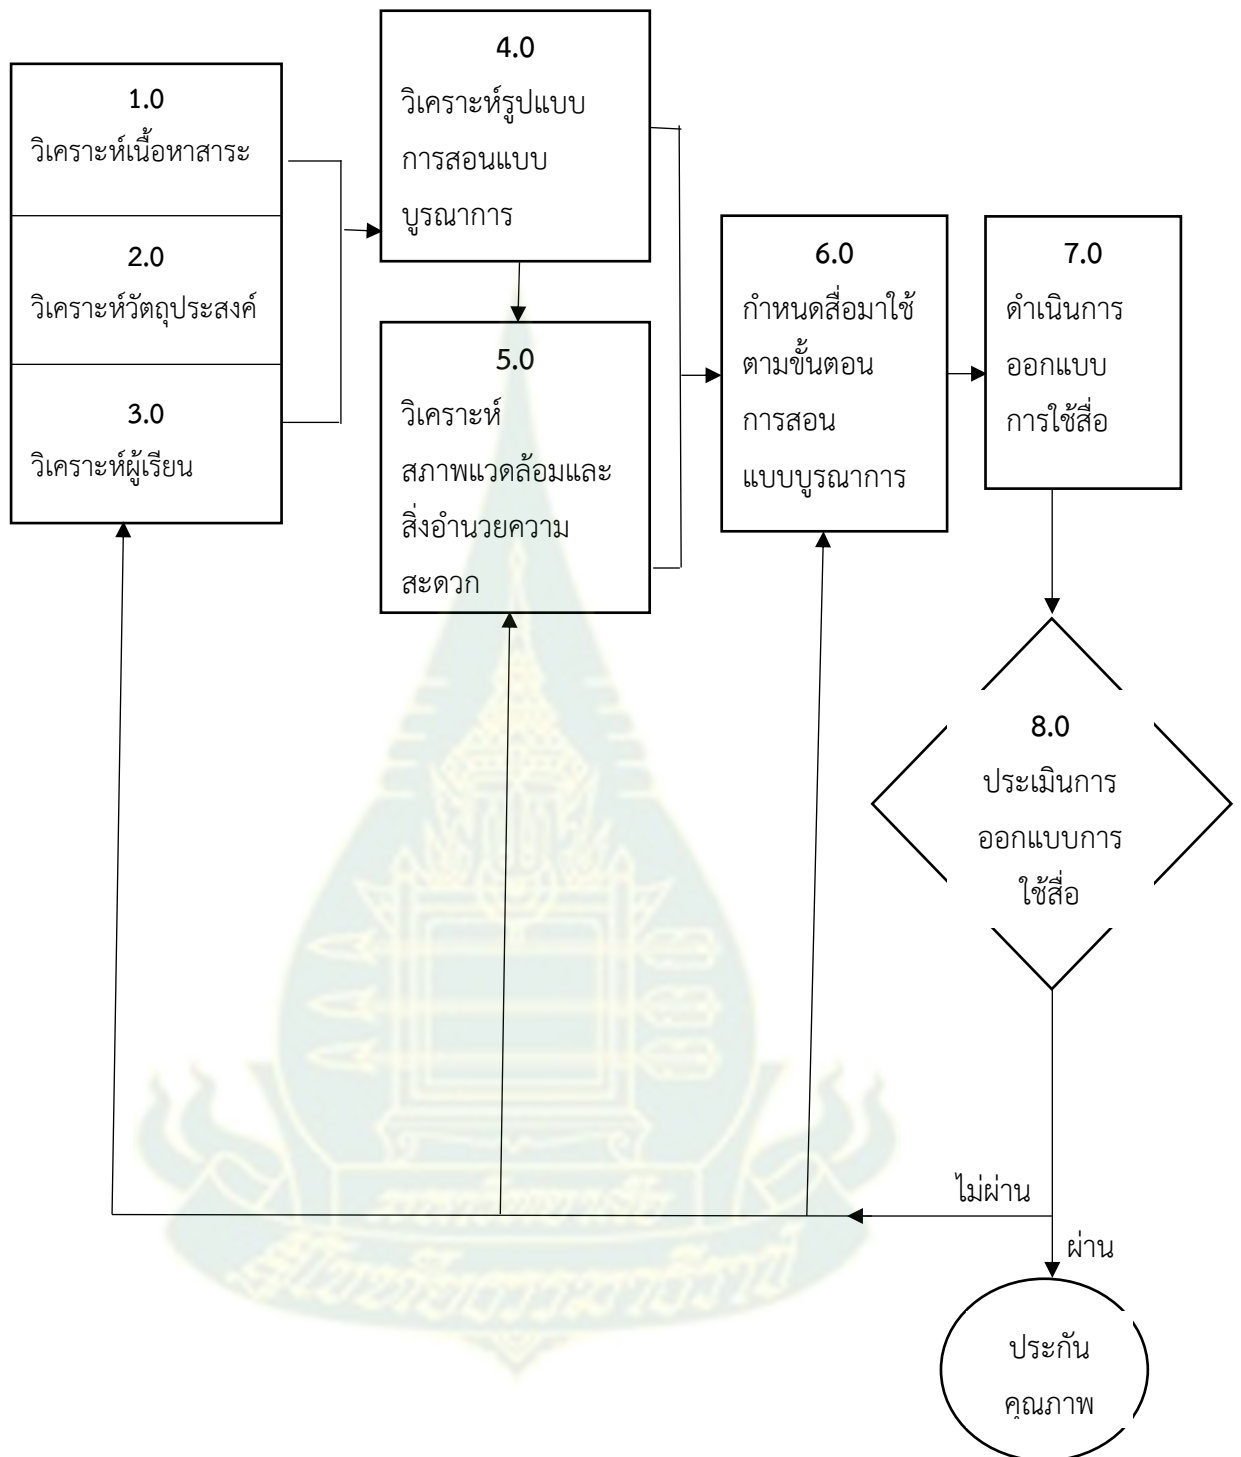 1.0
วิเคราะห์เนื้อหาสาระ
2.0
วิเคราะห์วัตถุประสงค์
3.0
วิเคราะห์ผู้เรียน
4.0
วิเคราะห์รูปแบบ
การสอนแบบ
บูรณาการ
5.0
วิเคราะห์
สภาพแวดล้อมและ
สิ่งอำนวยความ
สะดวก
6.0
กำหนดสื่อมาใช้
ตามขั้นตอน
การสอน
แบบบูรณาการ
7.0
ดำเนินการ
ออกแบบ
การใช้สื่อ
8.0
ประเมินการ
ออกแบบการ
ใช้สื่อ
ไม่ผ่าน
ผ่าน
ประกัน
คุณภาพ